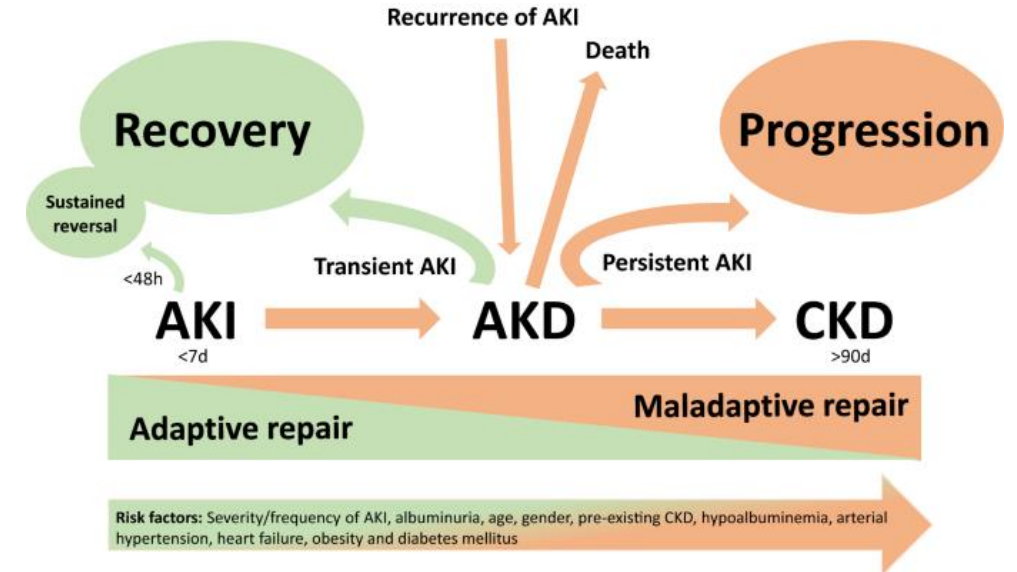 Recurrence of AKI
Death
Recovery
Progression
Sustained
reversal
<48h
Transient AKI
Persistent AKI
AKI
<7d
AKD
CKD
>90d
Adaptive repair
Maladaptive repair
Risk factors: Severity/frequency of AKI, albuminuria, age, gender, pre-existing CKD, hypoalbuminemia, arterial
hypertension, heart failure, obesity and diabetes mellitus